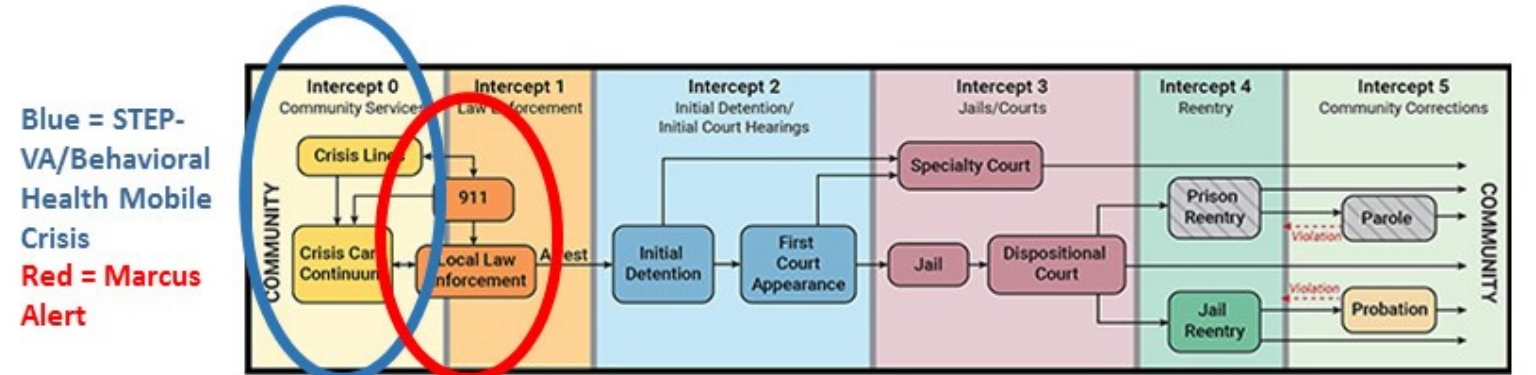 Blue = STEP-
VA/Behavioral
Health Mobile
Crisis
Red = Marcus
Alert
Intercept 0
Community Services
COMMUNITY
Crisis Lines
Crisis Care
Continuum
Intercept 1
Law Enforcement
911
Local Law
Enforcement
Arrest
Intercept 2
Initial Detention/
Initial Court Hearings
Initial
Detention
First
Court
Appearance
Intercept 3
Jails/Courts
Specialty Court
Jail
Dispositional
Court
Intercept 4
Reentry
Prison
Reentry
Jail
Reentry
Intercept 5
Community Corrections
Parole
Violation
Violation
Probation
COMMUNITY